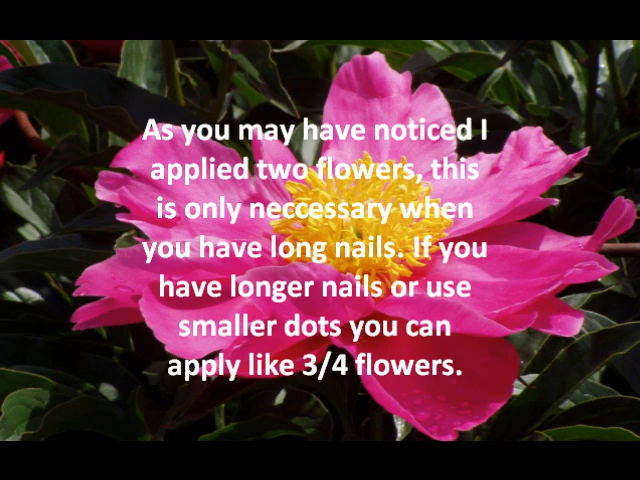 As you may have noticed I
applied two flowers, this
is only neccessary when
you have long nails. If you
have longer nails or use
smaller dots you can
apply like 3/4 flowers.